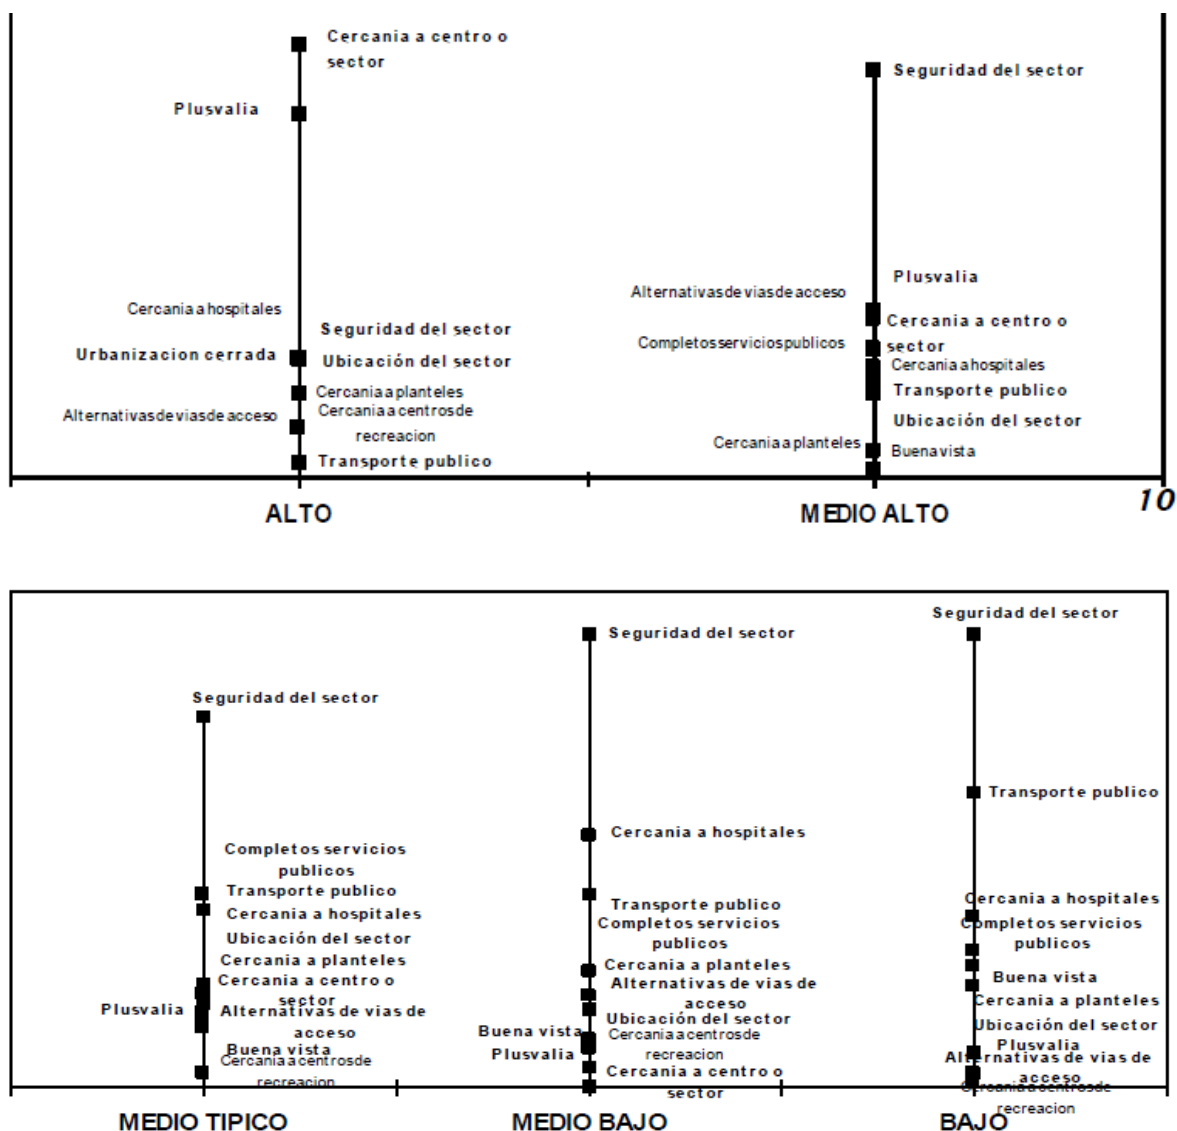 Cercania a centro o
sector
Plusvalia
Cercania a hospitales
Seguridad del sector
Urbanizacion cerrada
Ubicación del sector
Cercania a planteles
Cercania a centros de
recreacion
Alternativas de vias de acceso
Transporte publico
ALTO
Seguridad del sector
Plusvalia
Alternativas de vias de acceso
Cercania a centro o
sector
Completos servicios publicos
Cercania a hospitales
Transporte publico
Ubicación del sector
Cercania a planteles
Buena vista
10
MEDIO ALTO
Seguridad del sector
Completos servicios
publicos
Transporte publico
Cercania a hospitales
Ubicación del sector
Cercania a planteles
Cercania a centro o
sector
Plusvalia
Alternativas de vias de
acceso
Buena vista
Cercania a centros de
recreacion
MEDIO TIPICO
Seguridad del sector
Cercania a hospitales
Transporte publico
Completos servicios
publicos
Cercania a planteles
Alternativas de vias de
acceso
Ubicación del sector
Buena vista
Cercania a centros de
recreacion
Plusvalia
Cercania a centro o
sector
MEDIO BAJO
Seguridad del sector
Transporte publico
Cercania a hospitales
Completos servicios
publicos
Buena vista
Cercania a planteles
Ubicación del sector
Plusvalia
Alternativas de vias de
acceso
Cercania a centros de
recreacion
BAJO